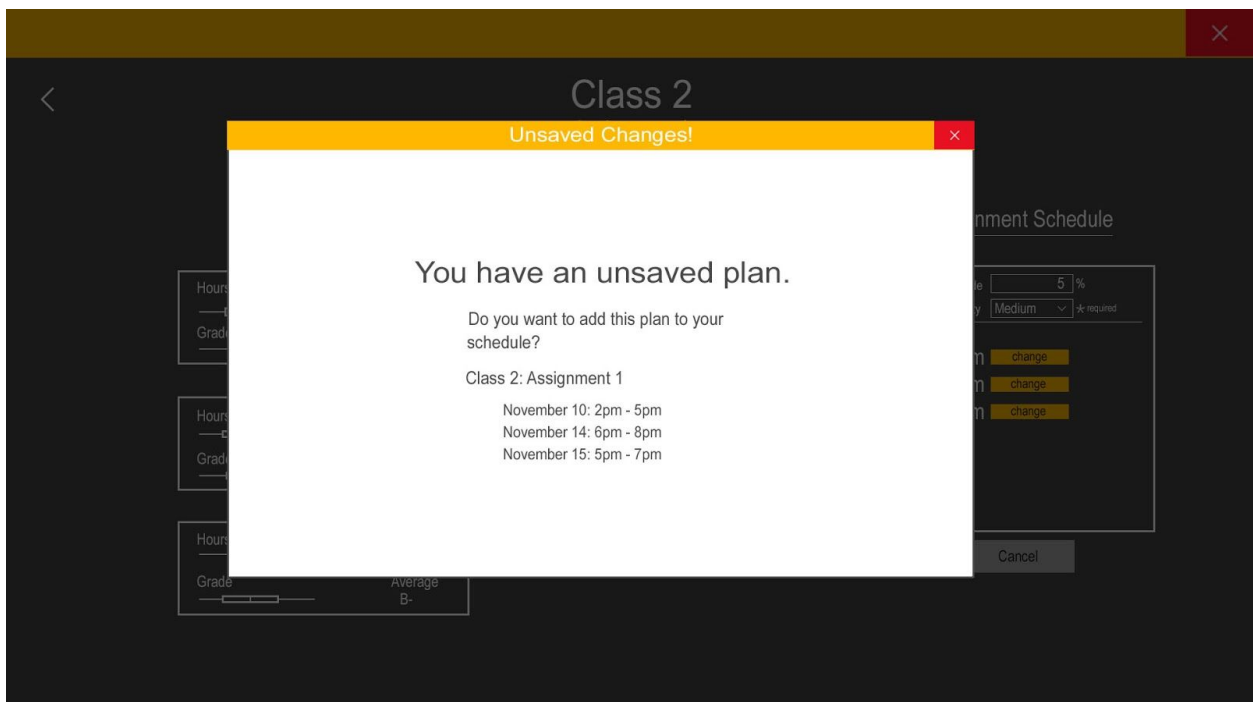 Class 2
Unsaved Changes!
You have an unsaved plan.
Do you want to add this plan to your
schedule?
Class 2: Assignment 1
November 10: 2pm - 5pm
November 14: 6pm - 8pm
November 15: 5pm - 7pm
Hours
Grade
Hours
Grade
Hours
Grade Average
B-
nment Schedule
5 %
Medium * required
change
change
change
Cancel